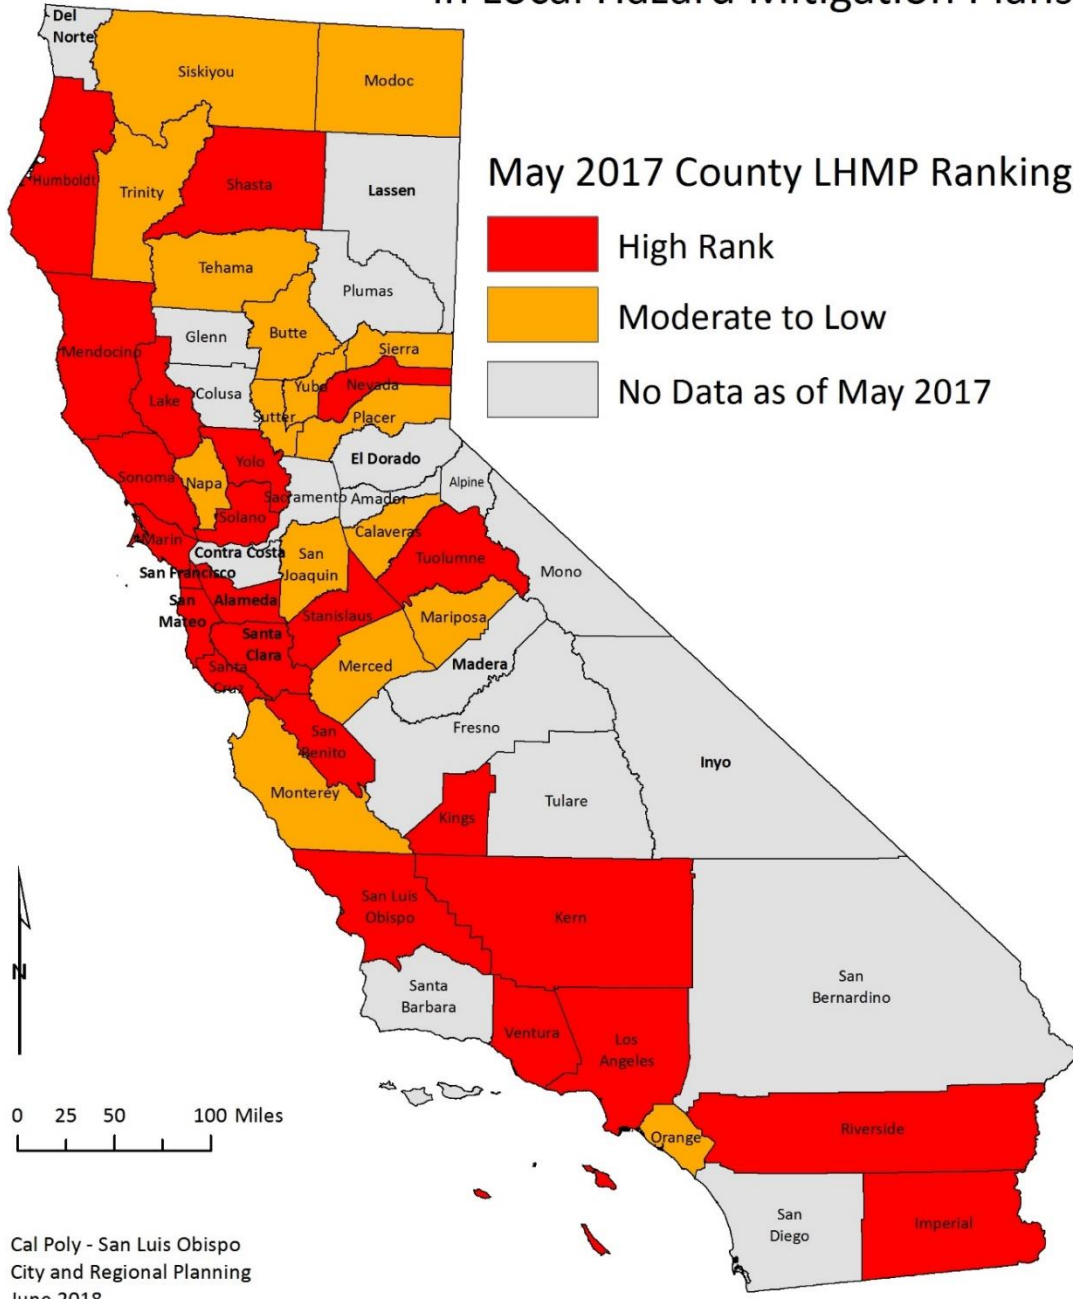 in Local Hazard Mitigation Plans
Del
Norte
Siskiyou
Modoc
Humboldt
Trinity
Shasta
Lassen
May 2017 County LHMP Ranking
High Rank
Moderate to Low
No Data as of May 2017
Tehama
Plumas
Glenn
Butte
Mendocino
Sierra
Lake
Colusa
Yuba
Nevada
Sutter
Placer
Sonoma
Napa
Yolo
El Dorado
Sacramento
Amador
Alpine
Solano
Marin
Calaveras
Contra Costa
San
Joaquin
Tuolumne
Mono
San Francisco
San
Mateo
Alameda
Stanislaus
Mariposa
Santa
Clara
Santa
Cruz
Merced
Madera
San
Benito
Fresno
Inyo
Monterey
Kings
Tulare
San Luis
Obispo
Kern
N
Santa
Barbara
San
Bernardino
Ventura
Los
Angeles
0 25 50 100 Miles
Orange
Riverside
San
Diego
Imperial
Cal Poly - San Luis Obispo
City and Regional Planning
June 2018